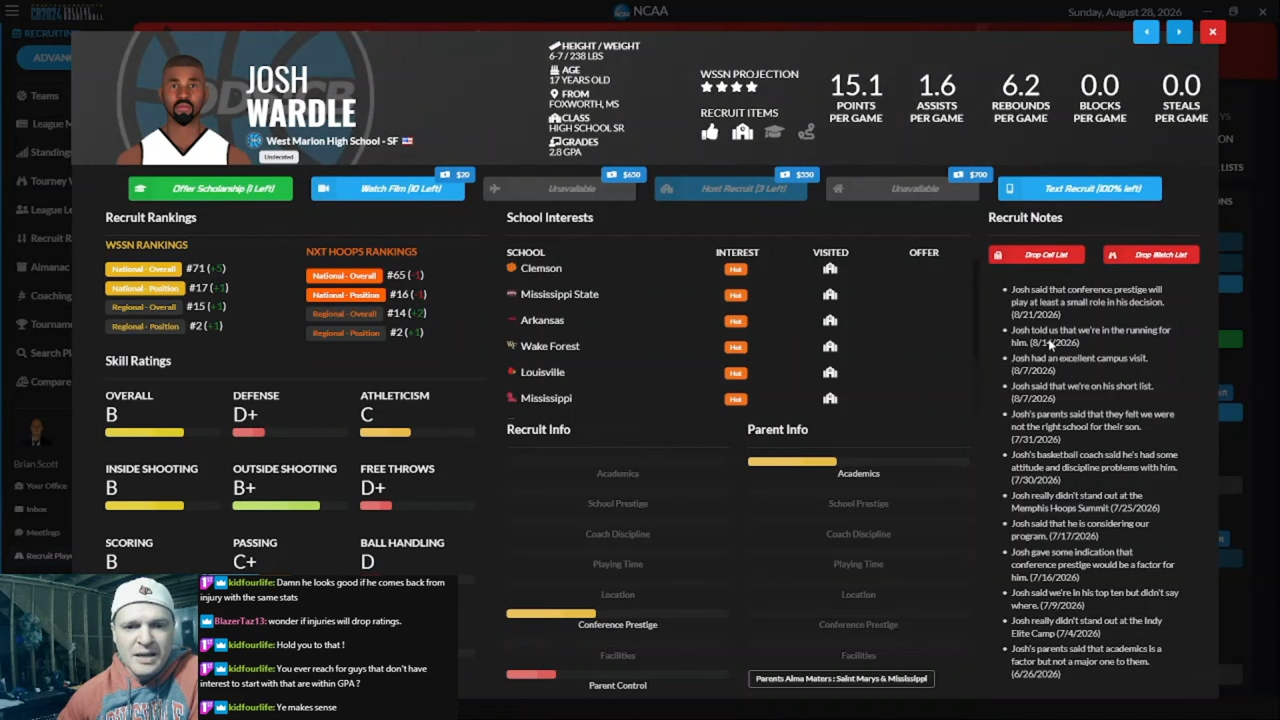 NCAA
Sunday, August 28, 2026
CB2024 COLLEGE BASKETBALL
RECRUITING
Teams
Standings
Almanac
Brian Scott
Your Office
Inbox
Meetings
JOSH
WARDLE
West Marion High School - SF
Undecided
HEIGHT / WEIGHT
6-7 / 238 LBS
AGE
17 YEARS OLD
FROM
FOXWORTH, MS
CLASS
HIGH SCHOOL SR
GRADES
2.8 GPA
WSSN PROJECTION
RECRUIT ITEMS
15.1
POINTS
PER GAME
1.6
ASSISTS
PER GAME
6.2
REBOUNDS
PER GAME
0.0
BLOCKS
PER GAME
0.0
STEALS
PER GAME
Offer Scholarship (1 Left)
$20
Watch Film (10 Left)
$650
Unavailable
$550
Host Recruit (3 Left)
$700
Unavailable
Text Recruit (100% left)
Recruit Rankings
WSSN RANKINGS
National - Overall #71 (+5)
National - Position #17 (+1)
Regional - Overall #15 (+1)
Regional - Position #2 (+1)
NXT HOOPS RANKINGS
National - Overall #65 (-1)
National - Position #16 (-1)
Regional - Overall #14 (+2)
Regional - Position #2 (+1)
Skill Ratings
OVERALL DEFENSE ATHLETICISM
B D+ C
INSIDE SHOOTING OUTSIDE SHOOTING FREE THROWS
B B+ D+
SCORING PASSING BALL HANDLING
B C+ D
School Interests
SCHOOL INTEREST VISITED OFFER
Clemson Hot
Mississippi State Hot
Arkansas Hot
Wake Forest Hot
Louisville Hot
Mississippi Hot
Recruit Info
Academics
School Prestige
Coach Discipline
Playing Time
Location
Conference Prestige
Facilities
Parent Control
Parent Info
Academics
School Prestige
Coach Discipline
Playing Time
Location
Conference Prestige
Facilities
Parents Alma Maters : Saint Marys & Mississippi
Recruit Notes
Drop Call List
Drop Watch List
Josh said that conference prestige will
play at least a small role in his decision.
(8/21/2026)
Josh told us that we're in the running for
him. (8/14/2026)
Josh had an excellent campus visit.
(8/7/2026)
Josh said that we're on his short list.
(8/7/2026)
Josh's parents said that they felt we were
not the right school for their son.
(7/31/2026)
Josh's basketball coach said he's had some
attitude and discipline problems with him.
(7/30/2026)
Josh really didn't stand out at the
Memphis Hoops Summit (7/25/2026)
Josh said that he is considering our
program. (7/17/2026)
Josh gave some indication that
conference prestige would be a factor for
him. (7/16/2026)
Josh said we're in his top ten but didn't say
where. (7/9/2026)
Josh really didn't stand out at the Indy
Elite Camp (7/4/2026)
Josh's parents said that academics is a
factor but not a major one to them.
(6/26/2026)
kidfourlife: Damn he looks good if he comes back from
injury with the same stats
BlazerTaz13: wonder if injuries will drop ratings.
kidfourlife: Hold you to that !
kidfourlife: You ever reach for guys that don't have
interest to start with that are within GPA ?
kidfourlife: Ye makes sense